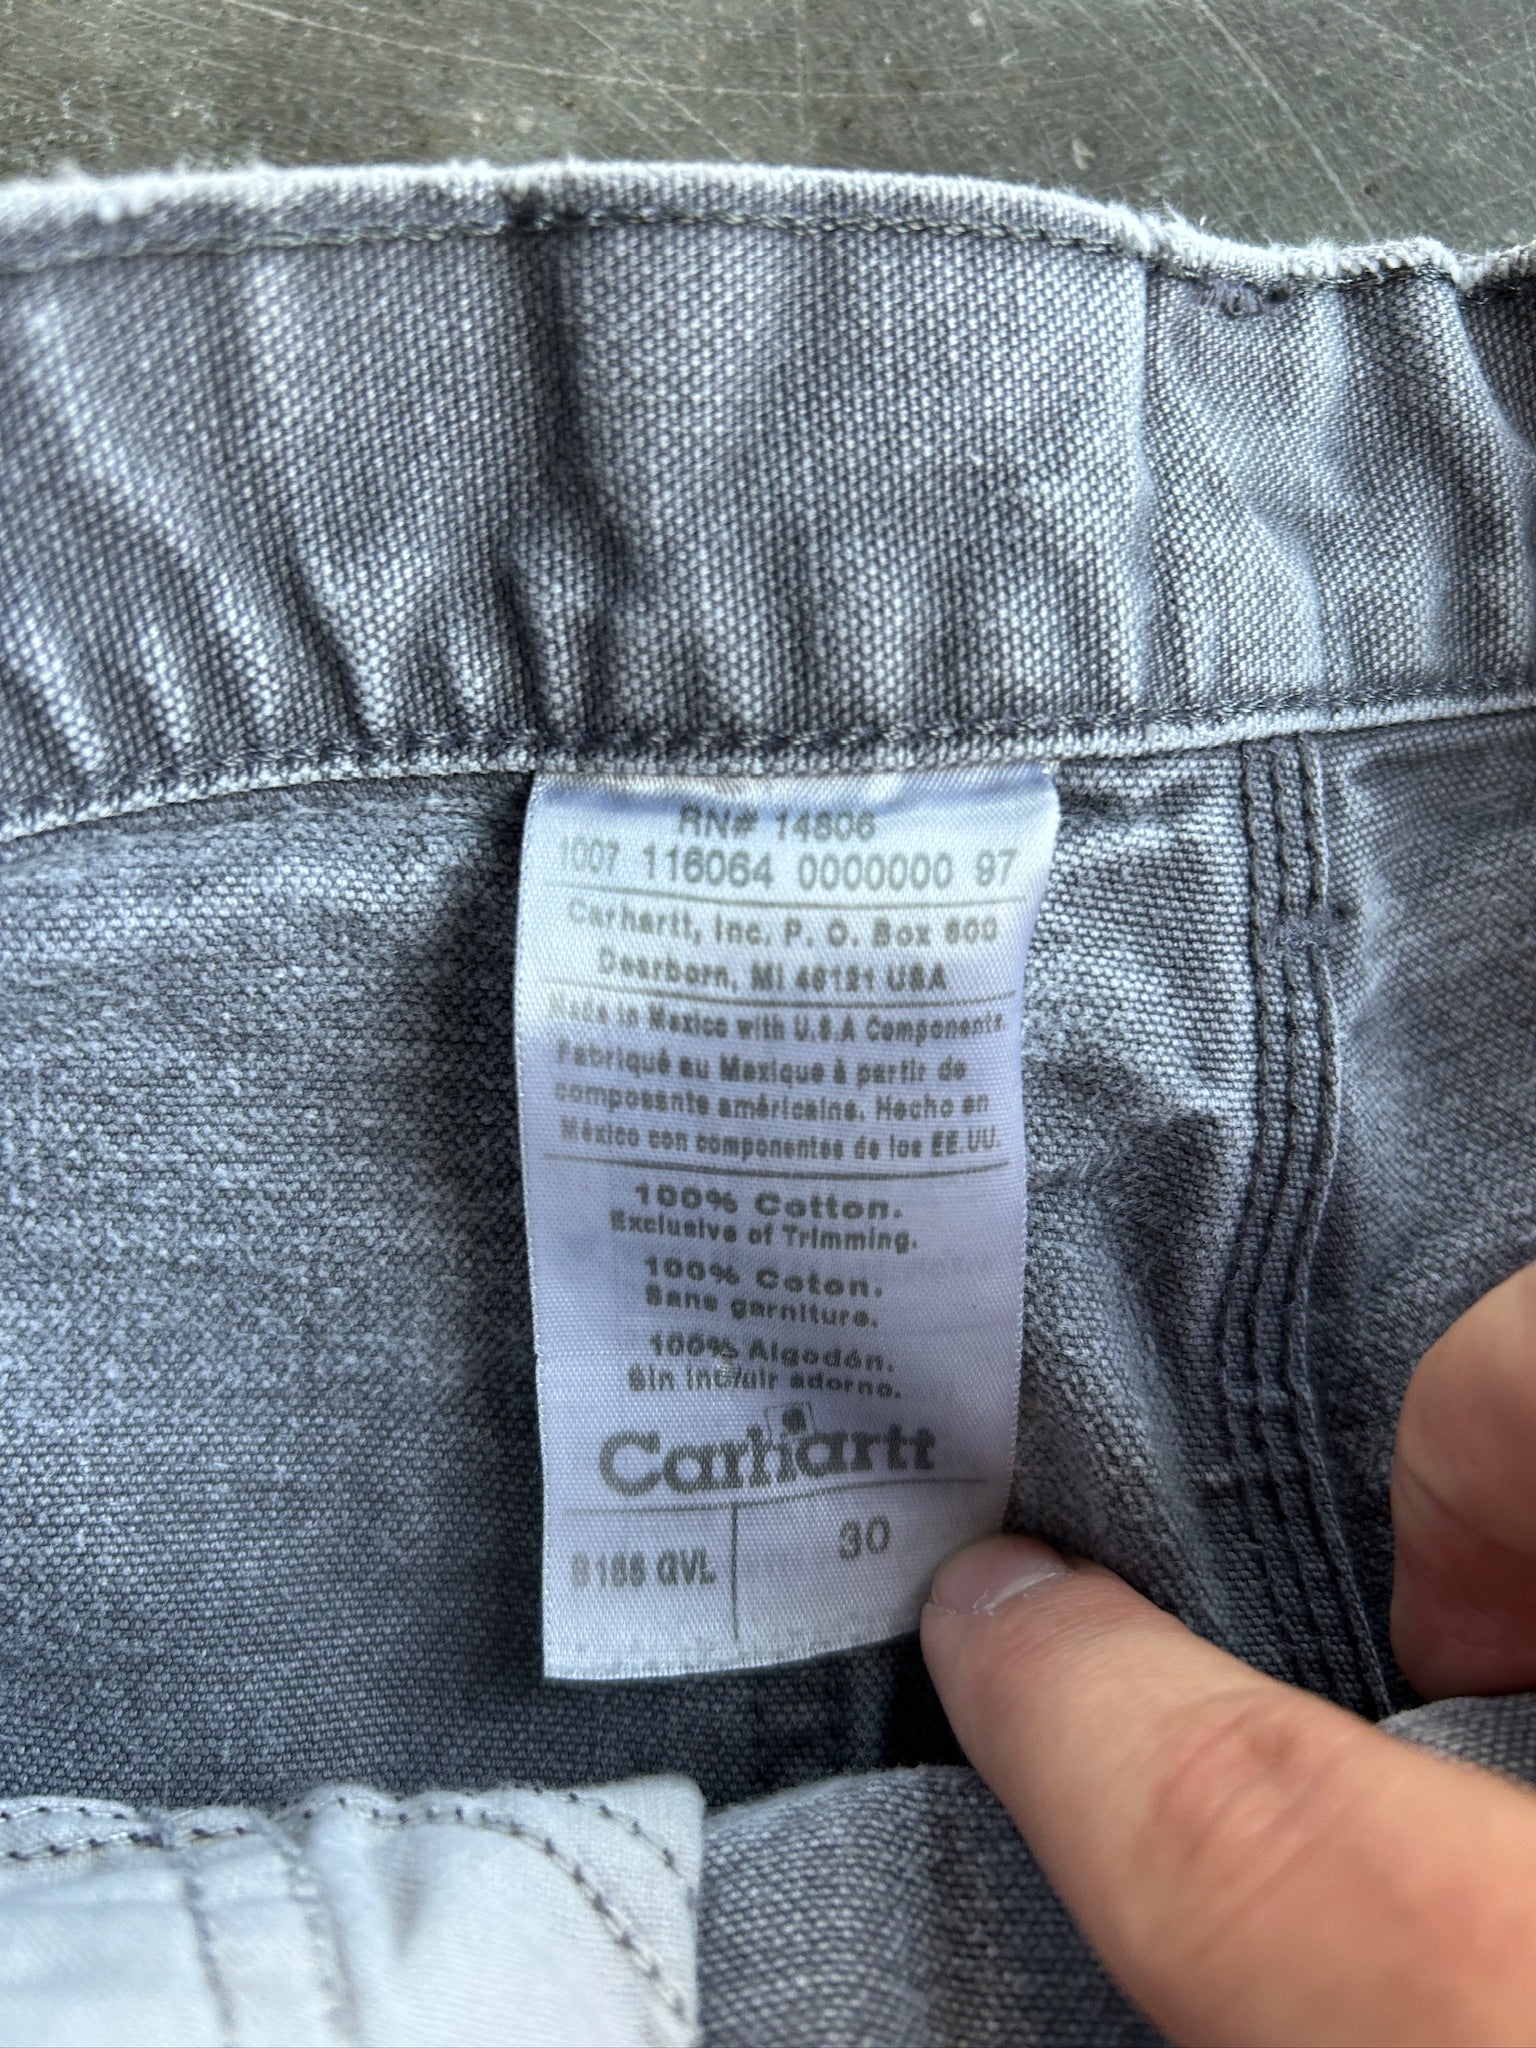 RN# 14806
1007 116064 0000000 97
Carhartt, Inc. P. O. Box 600
Dearborn, MI 48121 USA
Made in Mexico with U.S.A Components.
Fabriqué au Mexique à partir de
composants américains. Hecho en
México con componentes de los EE.UU.
100% Cotton.
Exclusive of Trimming.
100% Coton.
Sans garniture.
100% Algodón.
Sin incluir adorno.
Carhartt
B188 GVL
30